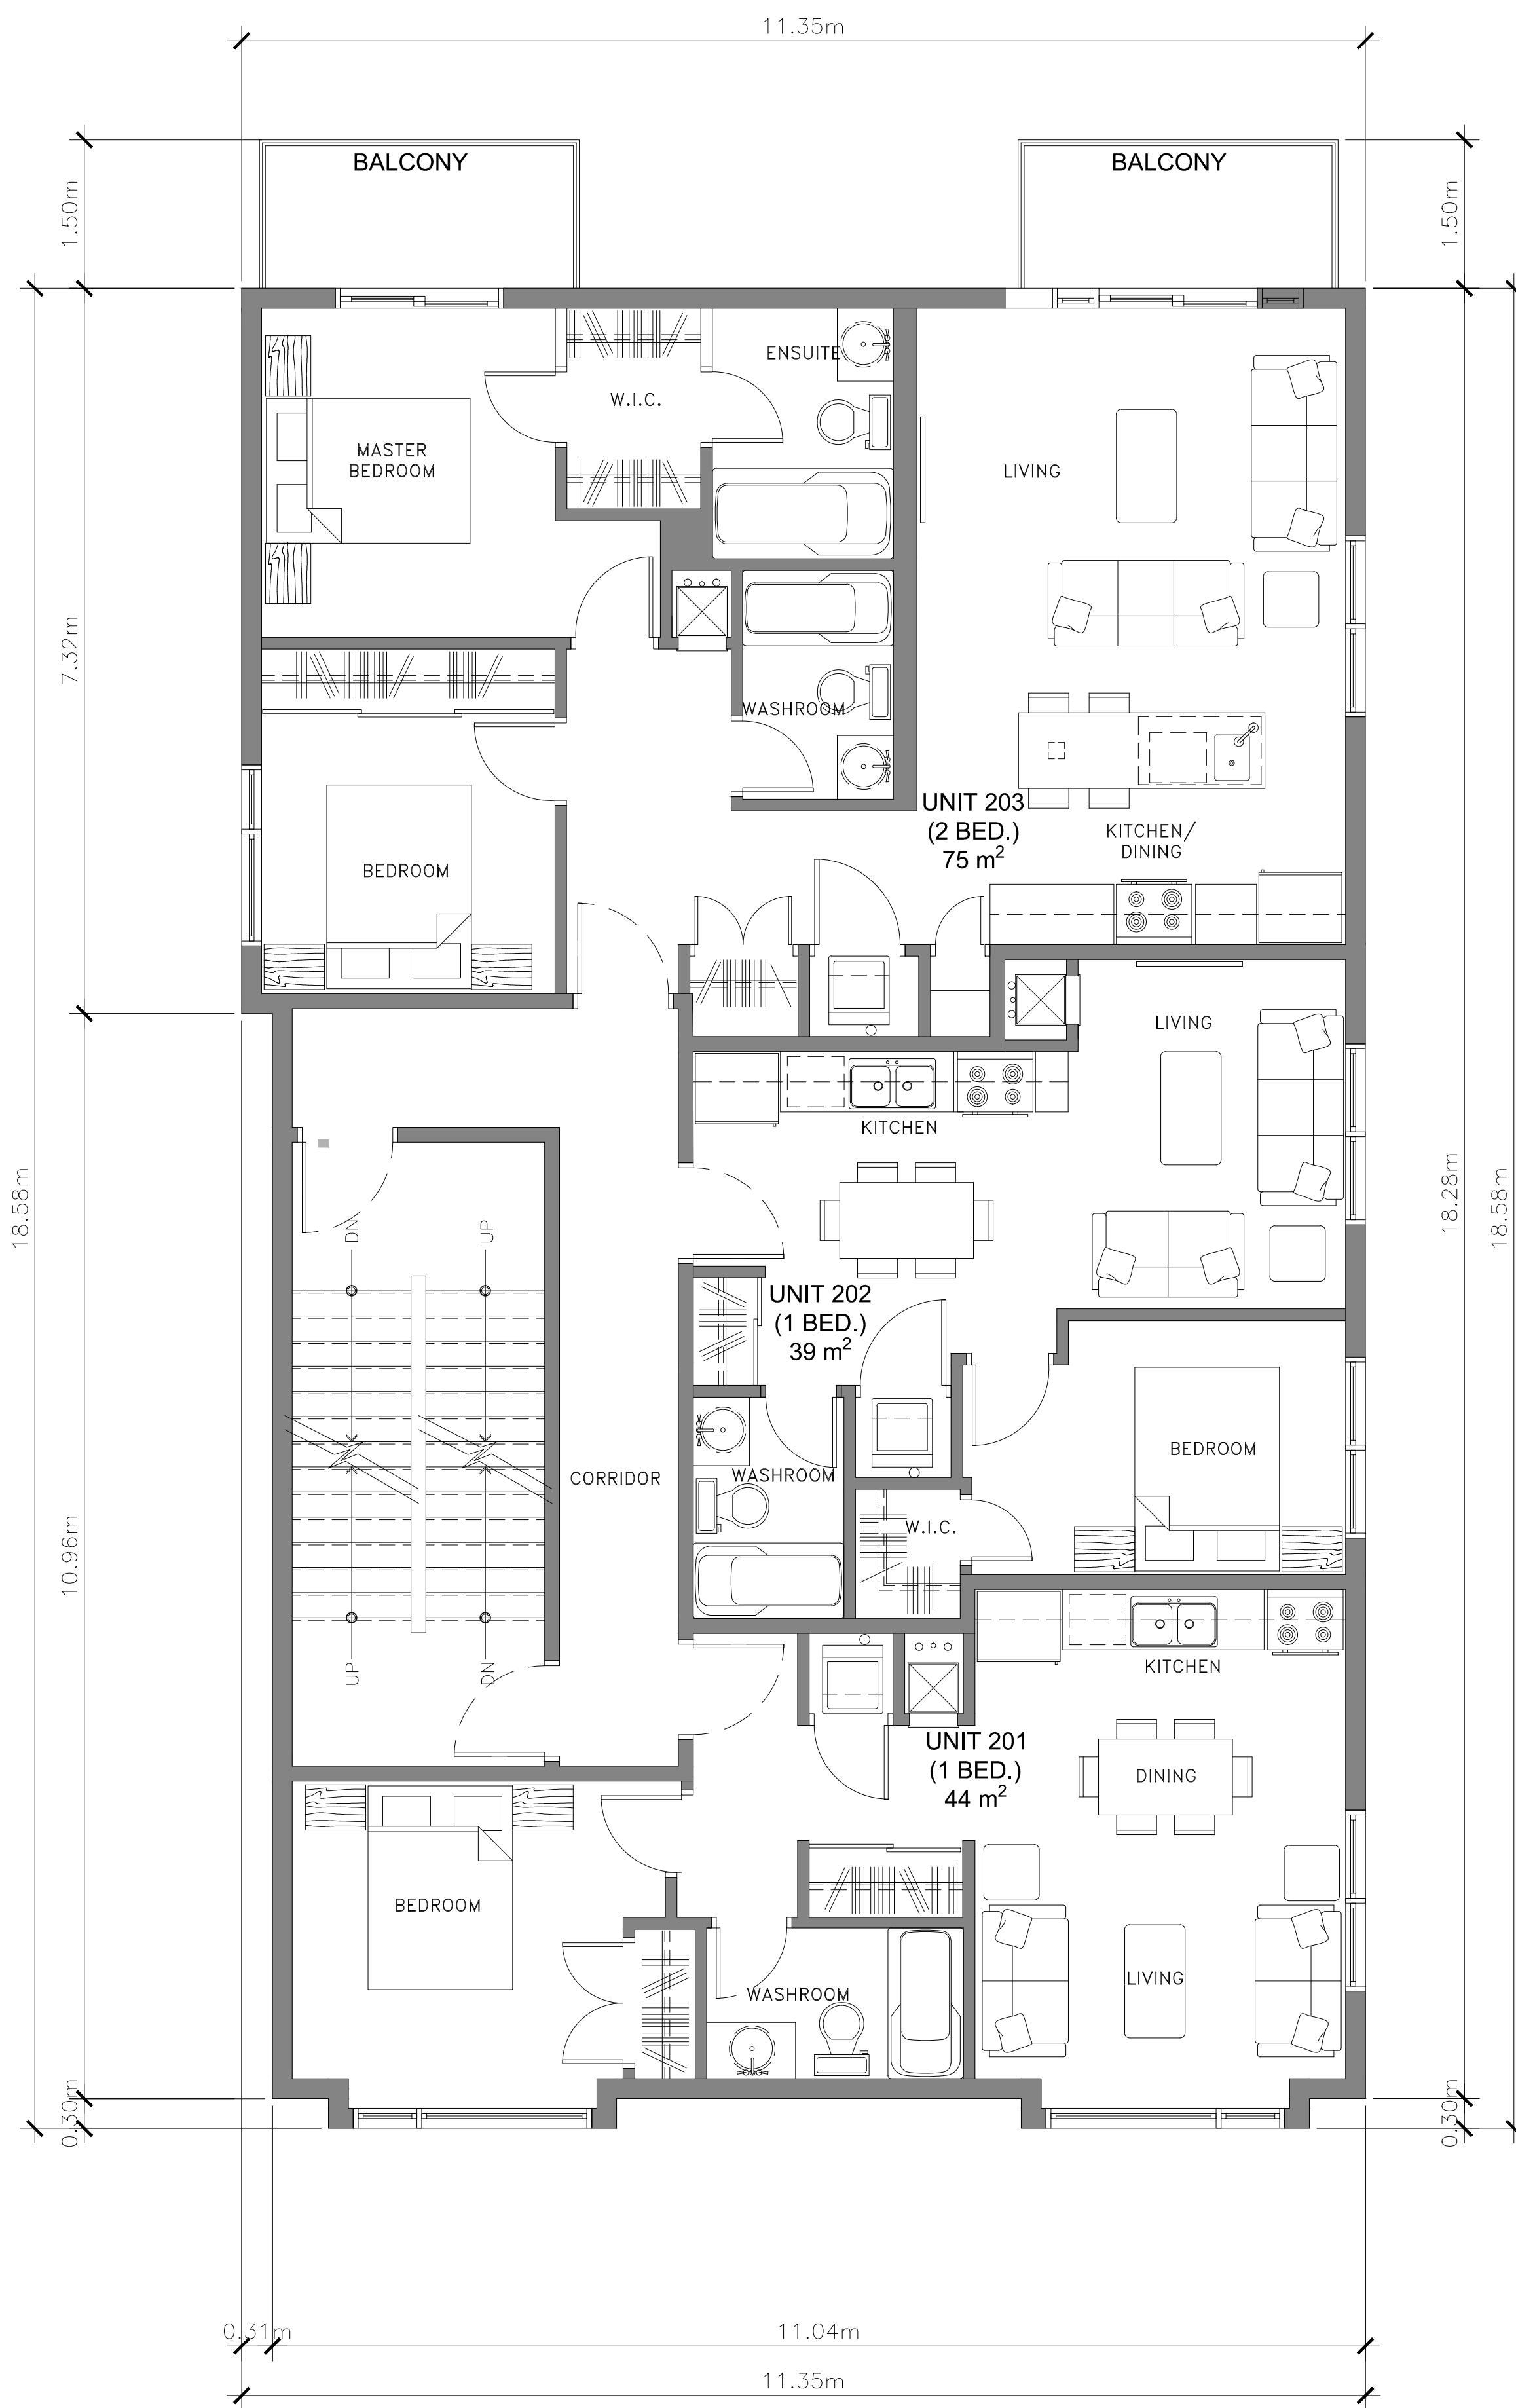 11.35m
BALCONY
BALCONY
1.50m
1.50m
ENSUITE
W.I.C.
MASTER
BEDROOM
LIVING
7.32m
WASHROOM
UNIT 203
(2 BED.)
75 m²
KITCHEN/
DINING
BEDROOM
LIVING
KITCHEN
18.58m
18.28m
18.58m
DN
UP
UNIT 202
(1 BED.)
39 m²
BEDROOM
CORRIDOR
WASHROOM
W.I.C.
10.96m
UP
DN
KITCHEN
UNIT 201
(1 BED.)
44 m²
DINING
BEDROOM
LIVING
WASHROOM
0.30m
0.30m
0.31m
11.04m
11.35m